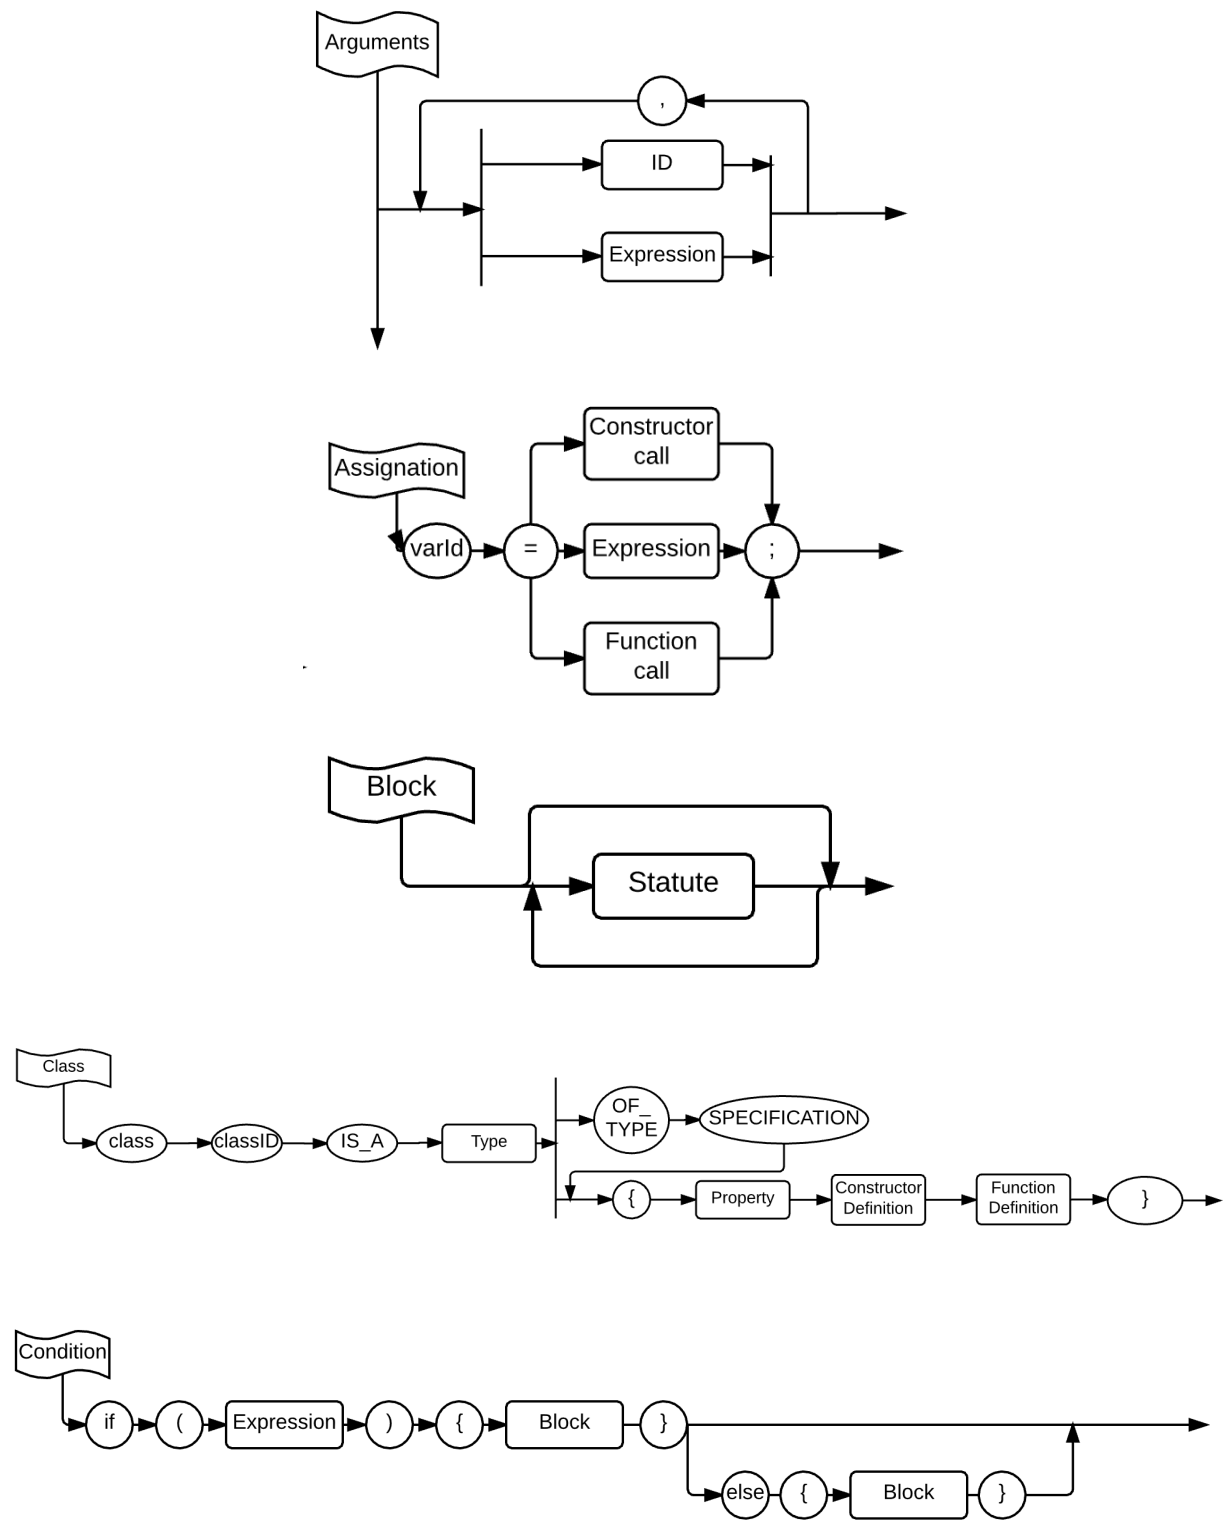 Arguments
,
ID
Expression
Constructor
call
Assignation
varId
=
Expression
;
Function
call
Block
Statute
Class
class
classID
IS_A
Type
OF_
TYPE
SPECIFICATION
{
Property
Constructor
Definition
Function
Definition
}
Condition
if
(
Expression
)
{
Block
}
else
{
Block
}